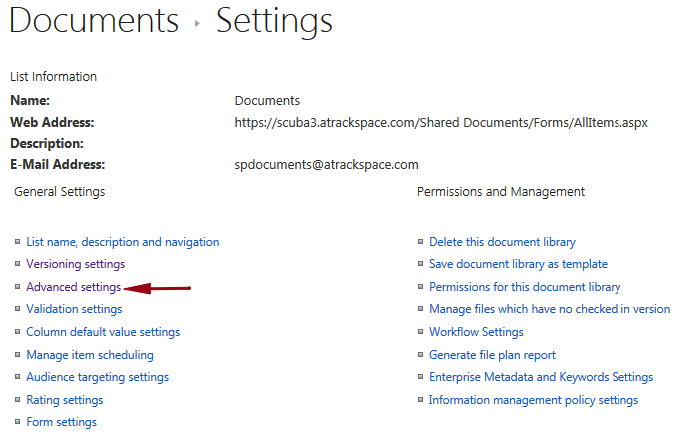 Documents ▸ Settings
List Information
Name: Documents
Web Address: https://scuba3.atrackspace.com/Shared Documents/Forms/AllItems.aspx
Description:
E-Mail Address: spdocuments@atrackspace.com
General Settings
List name, description and navigation
Versioning settings
Advanced settings
Validation settings
Column default value settings
Manage item scheduling
Audience targeting settings
Rating settings
Form settings
Permissions and Management
Delete this document library
Save document library as template
Permissions for this document library
Manage files which have no checked in version
Workflow Settings
Generate file plan report
Enterprise Metadata and Keywords Settings
Information management policy settings